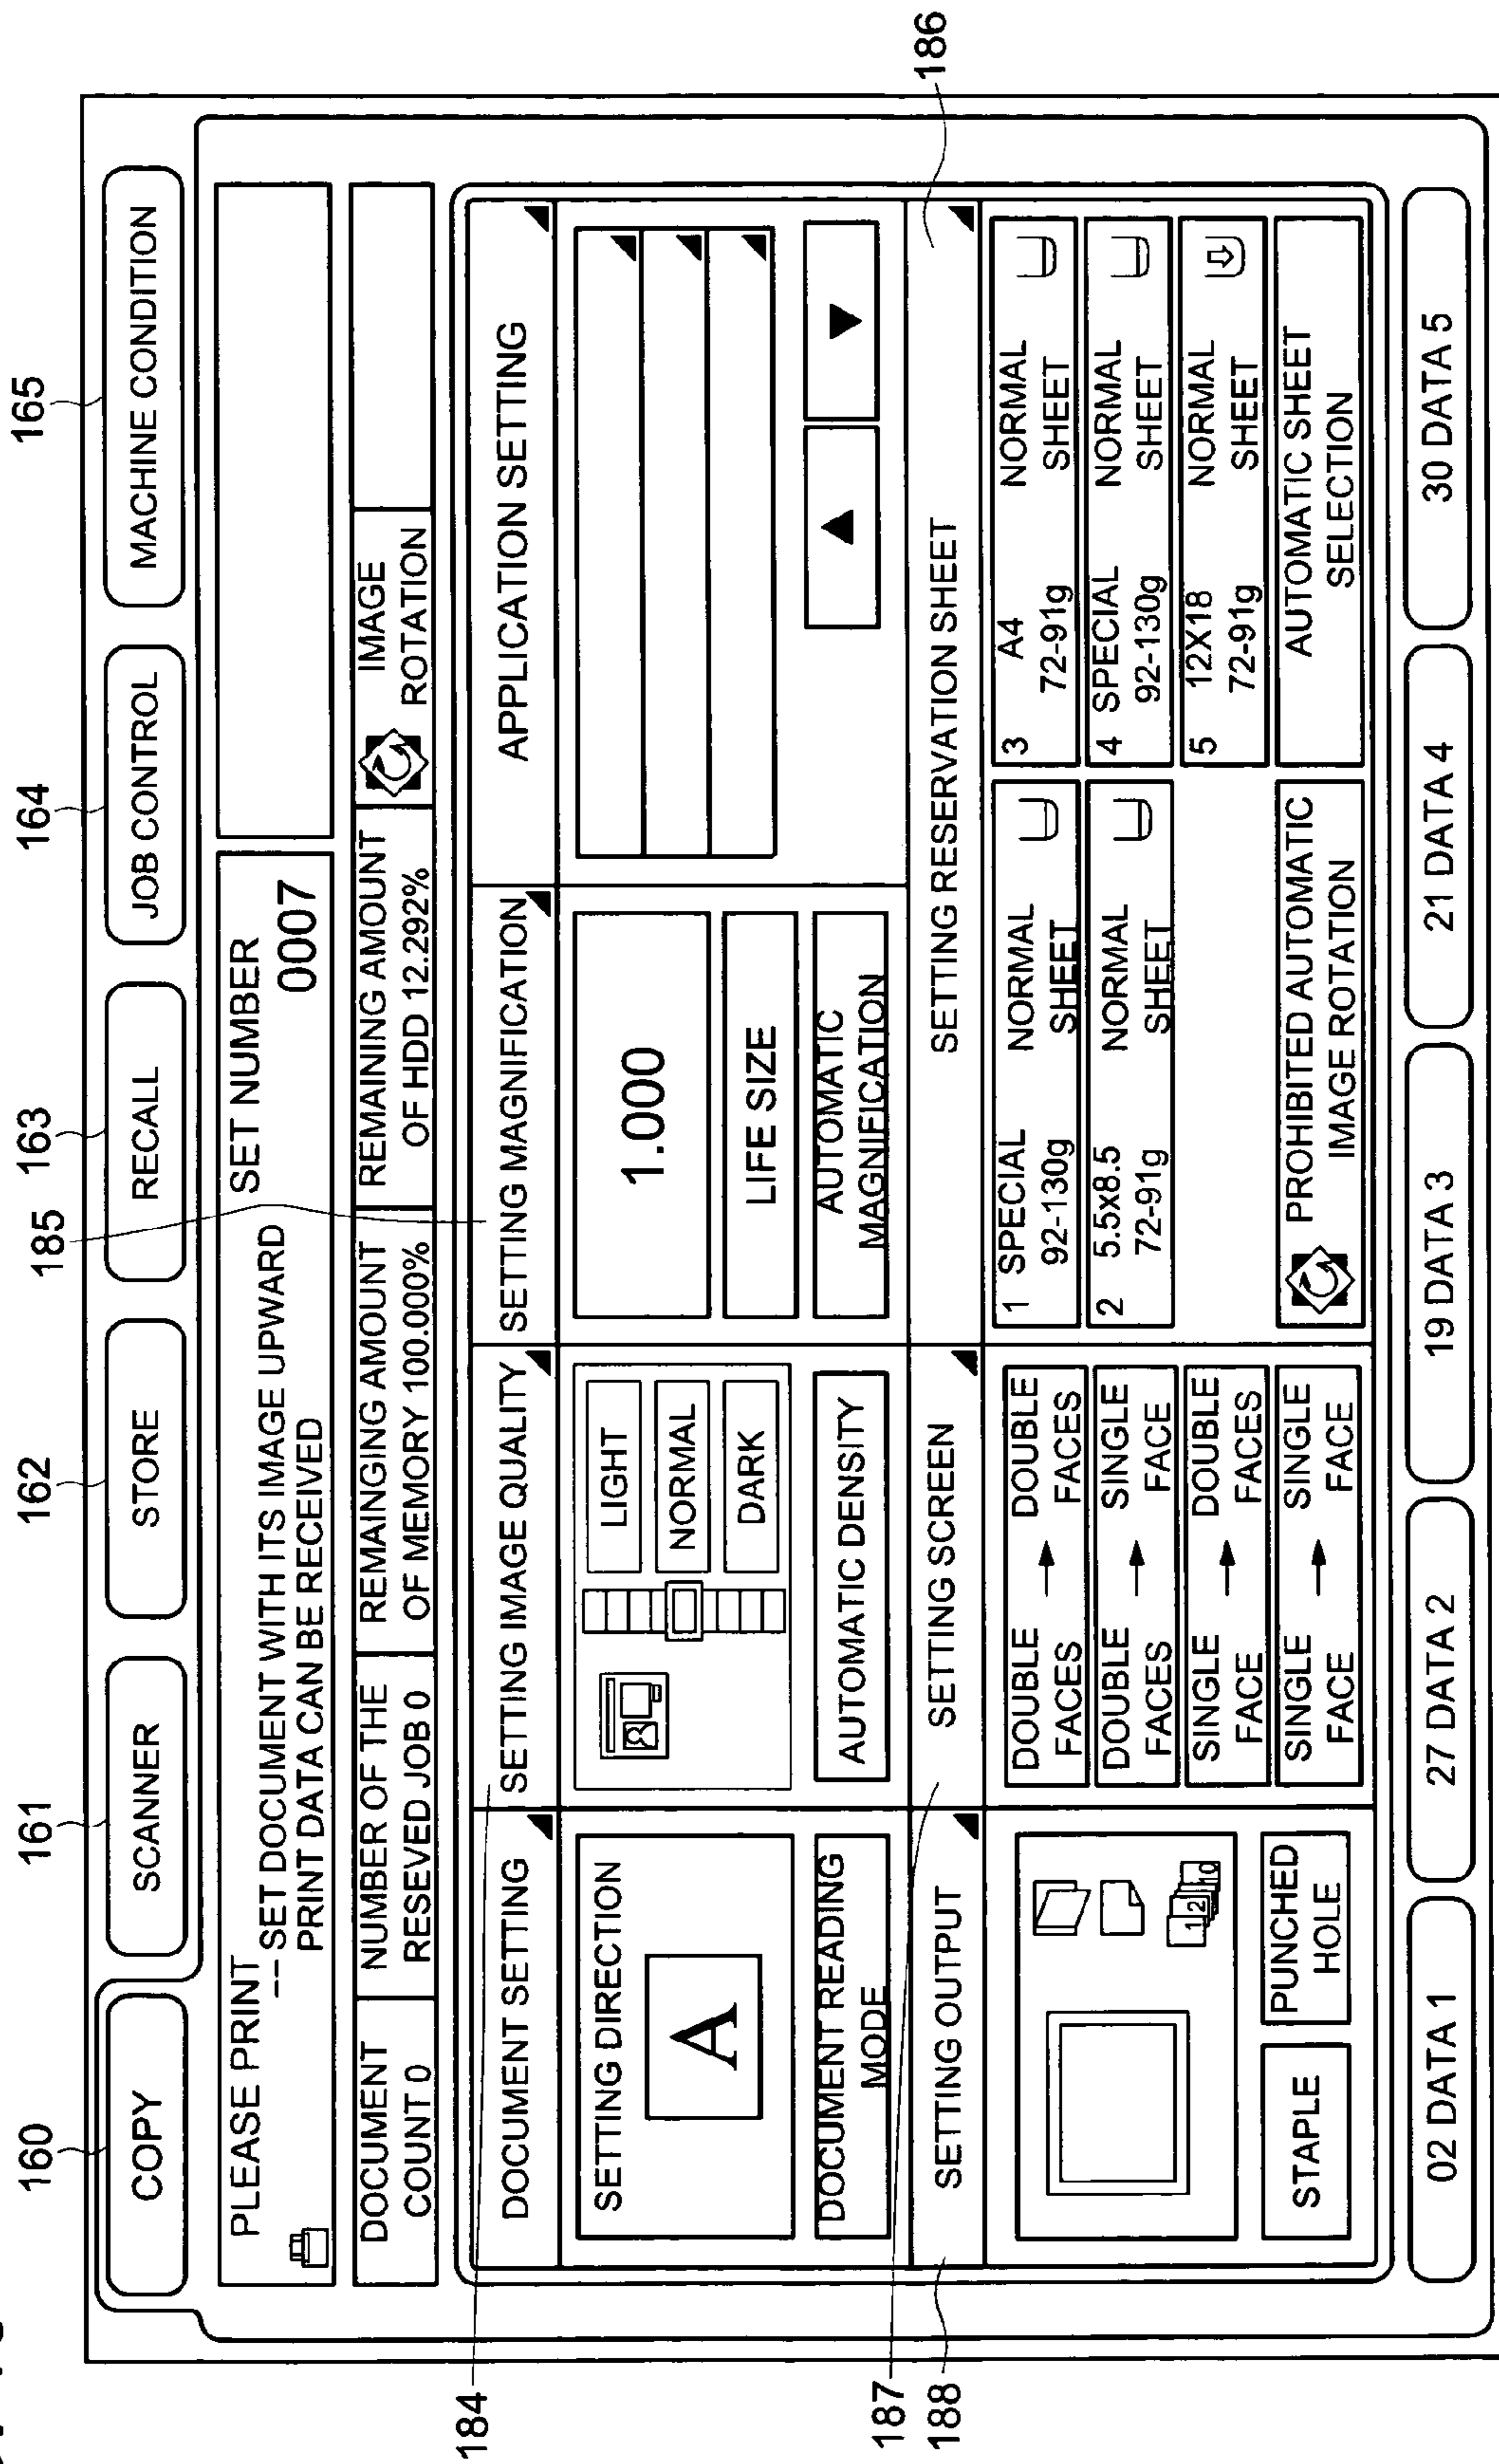 160
161
162
163
164
165
COPY
SCANNER
STORE
RECALL
JOB CONTROL
MACHINE CONDITION
185
PLEASE PRINT
-- SET DOCUMENT WITH ITS IMAGE UPWARD
PRINT DATA CAN BE RECEIVED
SET NUMBER
0007
DOCUMENT
COUNT 0
NUMBER OF THE
RESEVED JOB 0
REMAINING AMOUNT
OF MEMORY 100.000%
REMAINING AMOUNT
OF HDD 12.292%
IMAGE
ROTATION
184
DOCUMENT SETTING
SETTING IMAGE QUALITY
SETTING MAGNIFICATION
APPLICATION SETTING
SETTING DIRECTION
A
DOCUMENT READING
MODE
LIGHT
NORMAL
DARK
AUTOMATIC DENSITY
1.000
LIFE SIZE
AUTOMATIC
MAGNIFICATION
▲
▼
187
188
186
SETTING OUTPUT
SETTING SCREEN
SETTING RESERVATION SHEET
1 2 10
STAPLE
PUNCHED
HOLE
DOUBLE → DOUBLE
FACES FACES
DOUBLE → SINGLE
FACES FACE
SINGLE → DOUBLE
FACE FACES
SINGLE → SINGLE
FACE FACE
1 SPECIAL NORMAL
92-130g SHEET
2 5.5x8.5 NORMAL
72-91g SHEET
PROHIBITED AUTOMATIC
IMAGE ROTATION
3 A4 NORMAL
72-91g SHEET
4 SPECIAL NORMAL
92-130g SHEET
5 12X18 NORMAL
72-91g SHEET
AUTOMATIC SHEET
SELECTION
02 DATA 1
27 DATA 2
19 DATA 3
21 DATA 4
30 DATA 5